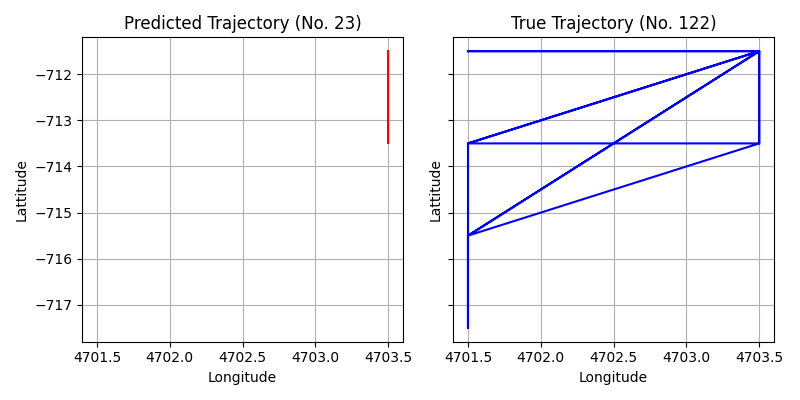 Predicted Trajectory (No. 23)
True Trajectory (No. 122)
−712
−713
−714
−715
−716
−717
Lattitude
Lattitude
4701.5 4702.0 4702.5 4703.0 4703.5
4701.5 4702.0 4702.5 4703.0 4703.5
Longitude
Longitude